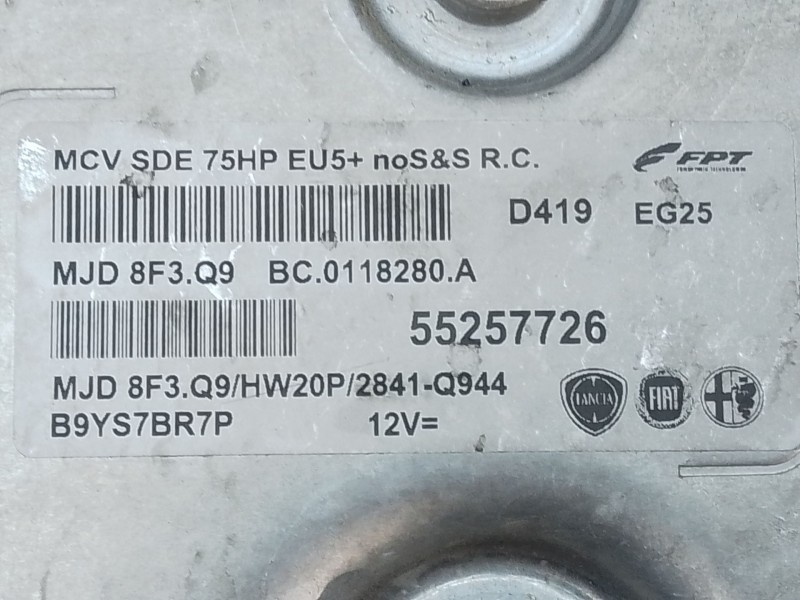 MCV SDE 75HP EU5+ noS&S R.C.
FPT
D419 EG25
MJD 8F3.Q9 BC.0118280.A
55257726
MJD 8F3.Q9/HW20P/2841-Q944
LANCIA FIAT
B9YS7BR7P 12V=